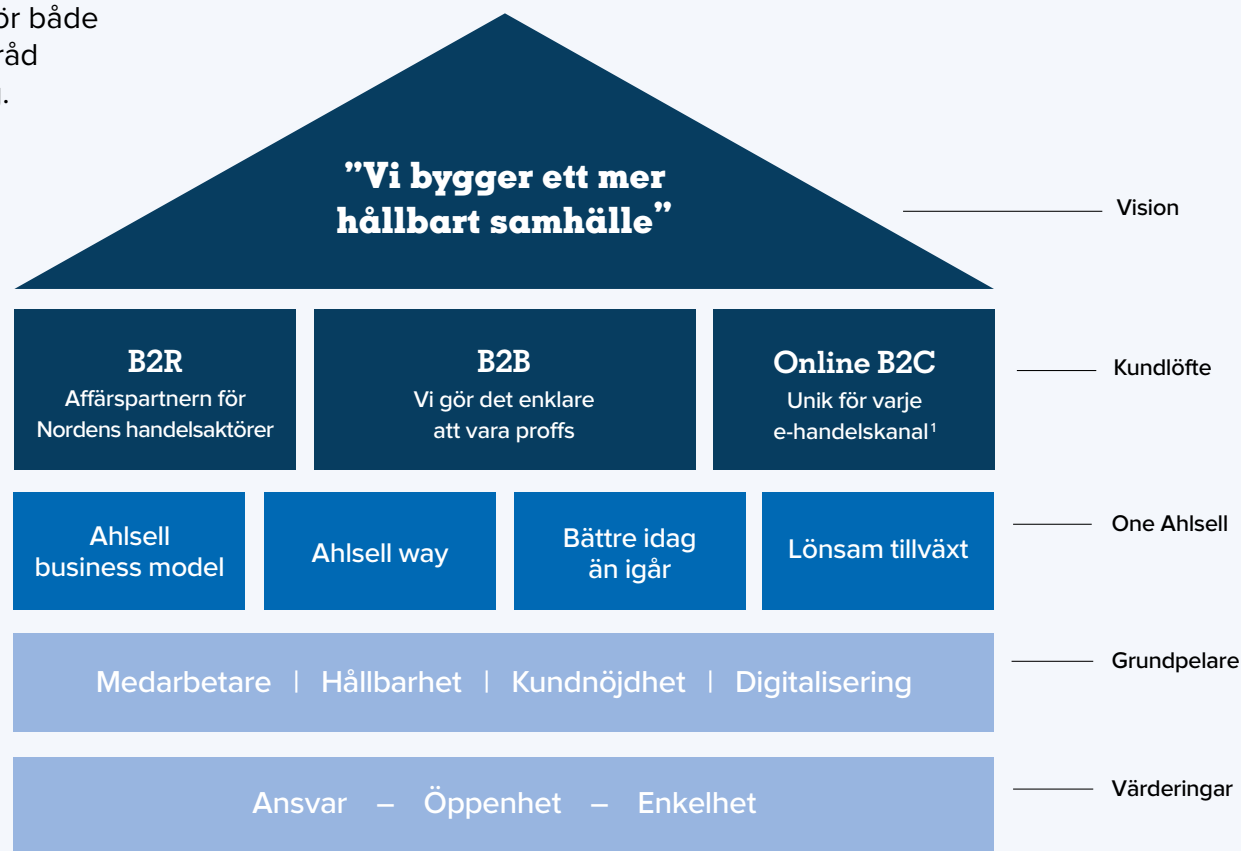 ör både
råd
”Vi bygger ett mer
hållbart samhälle”
Vision
B2R
Affärspartnern för
Nordens handelsaktörer
B2B
Vi gör det enklare
att vara proffs
Online B2C
Unik för varje
e-handelskanal¹
Kundlöfte
Ahlsell
business model
Ahlsell way
Bättre idag
än igår
Lönsam tillväxt
One Ahlsell
Medarbetare | Hållbarhet | Kundnöjdhet | Digitalisering
Grundpelare
Ansvar – Öppenhet – Enkelhet
Värderingar